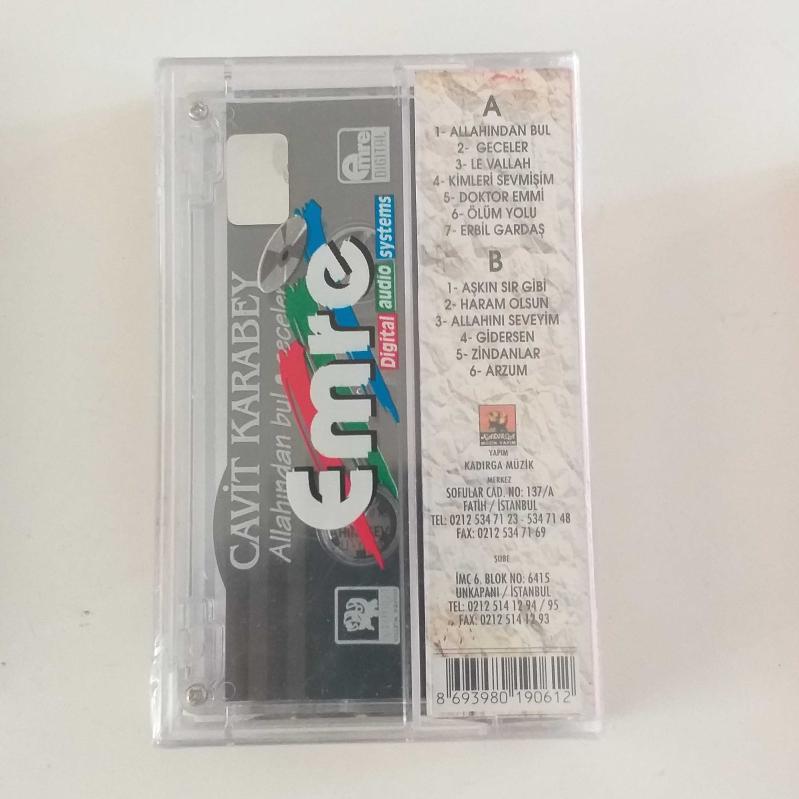 CAVİT KARABEY
Allahından bul
Geceler
emre
Digital audio systems
emre
DIGITAL
A
1- ALLAHINDAN BUL
2- GECELER
3- LE VALLAH
4- KİMLERİ SEVMİŞİM
5- DOKTOR EMMİ
6- ÖLÜM YOLU
7- ERBİL GARDAŞ
B
1- AŞKIN SIR GİBİ
2- HARAM OLSUN
3- ALLAHINI SEVEYİM
4- GİDERSEN
5- ZİNDANLAR
6- ARZUM
KADIRGA
MÜZİK YAPIM
YAPIM
KADIRGA MÜZİK
MERKEZ
SOFULAR CAD. NO: 137/A
FATİH / İSTANBUL
TEL: 0212 534 71 23 - 534 71 48
FAX: 0212 534 71 69
ŞUBE
İMC 6. BLOK NO: 6415
UNKAPANI / İSTANBUL
TEL: 0212 514 12 94 / 95
FAX: 0212 514 12 93
8 693980 190612